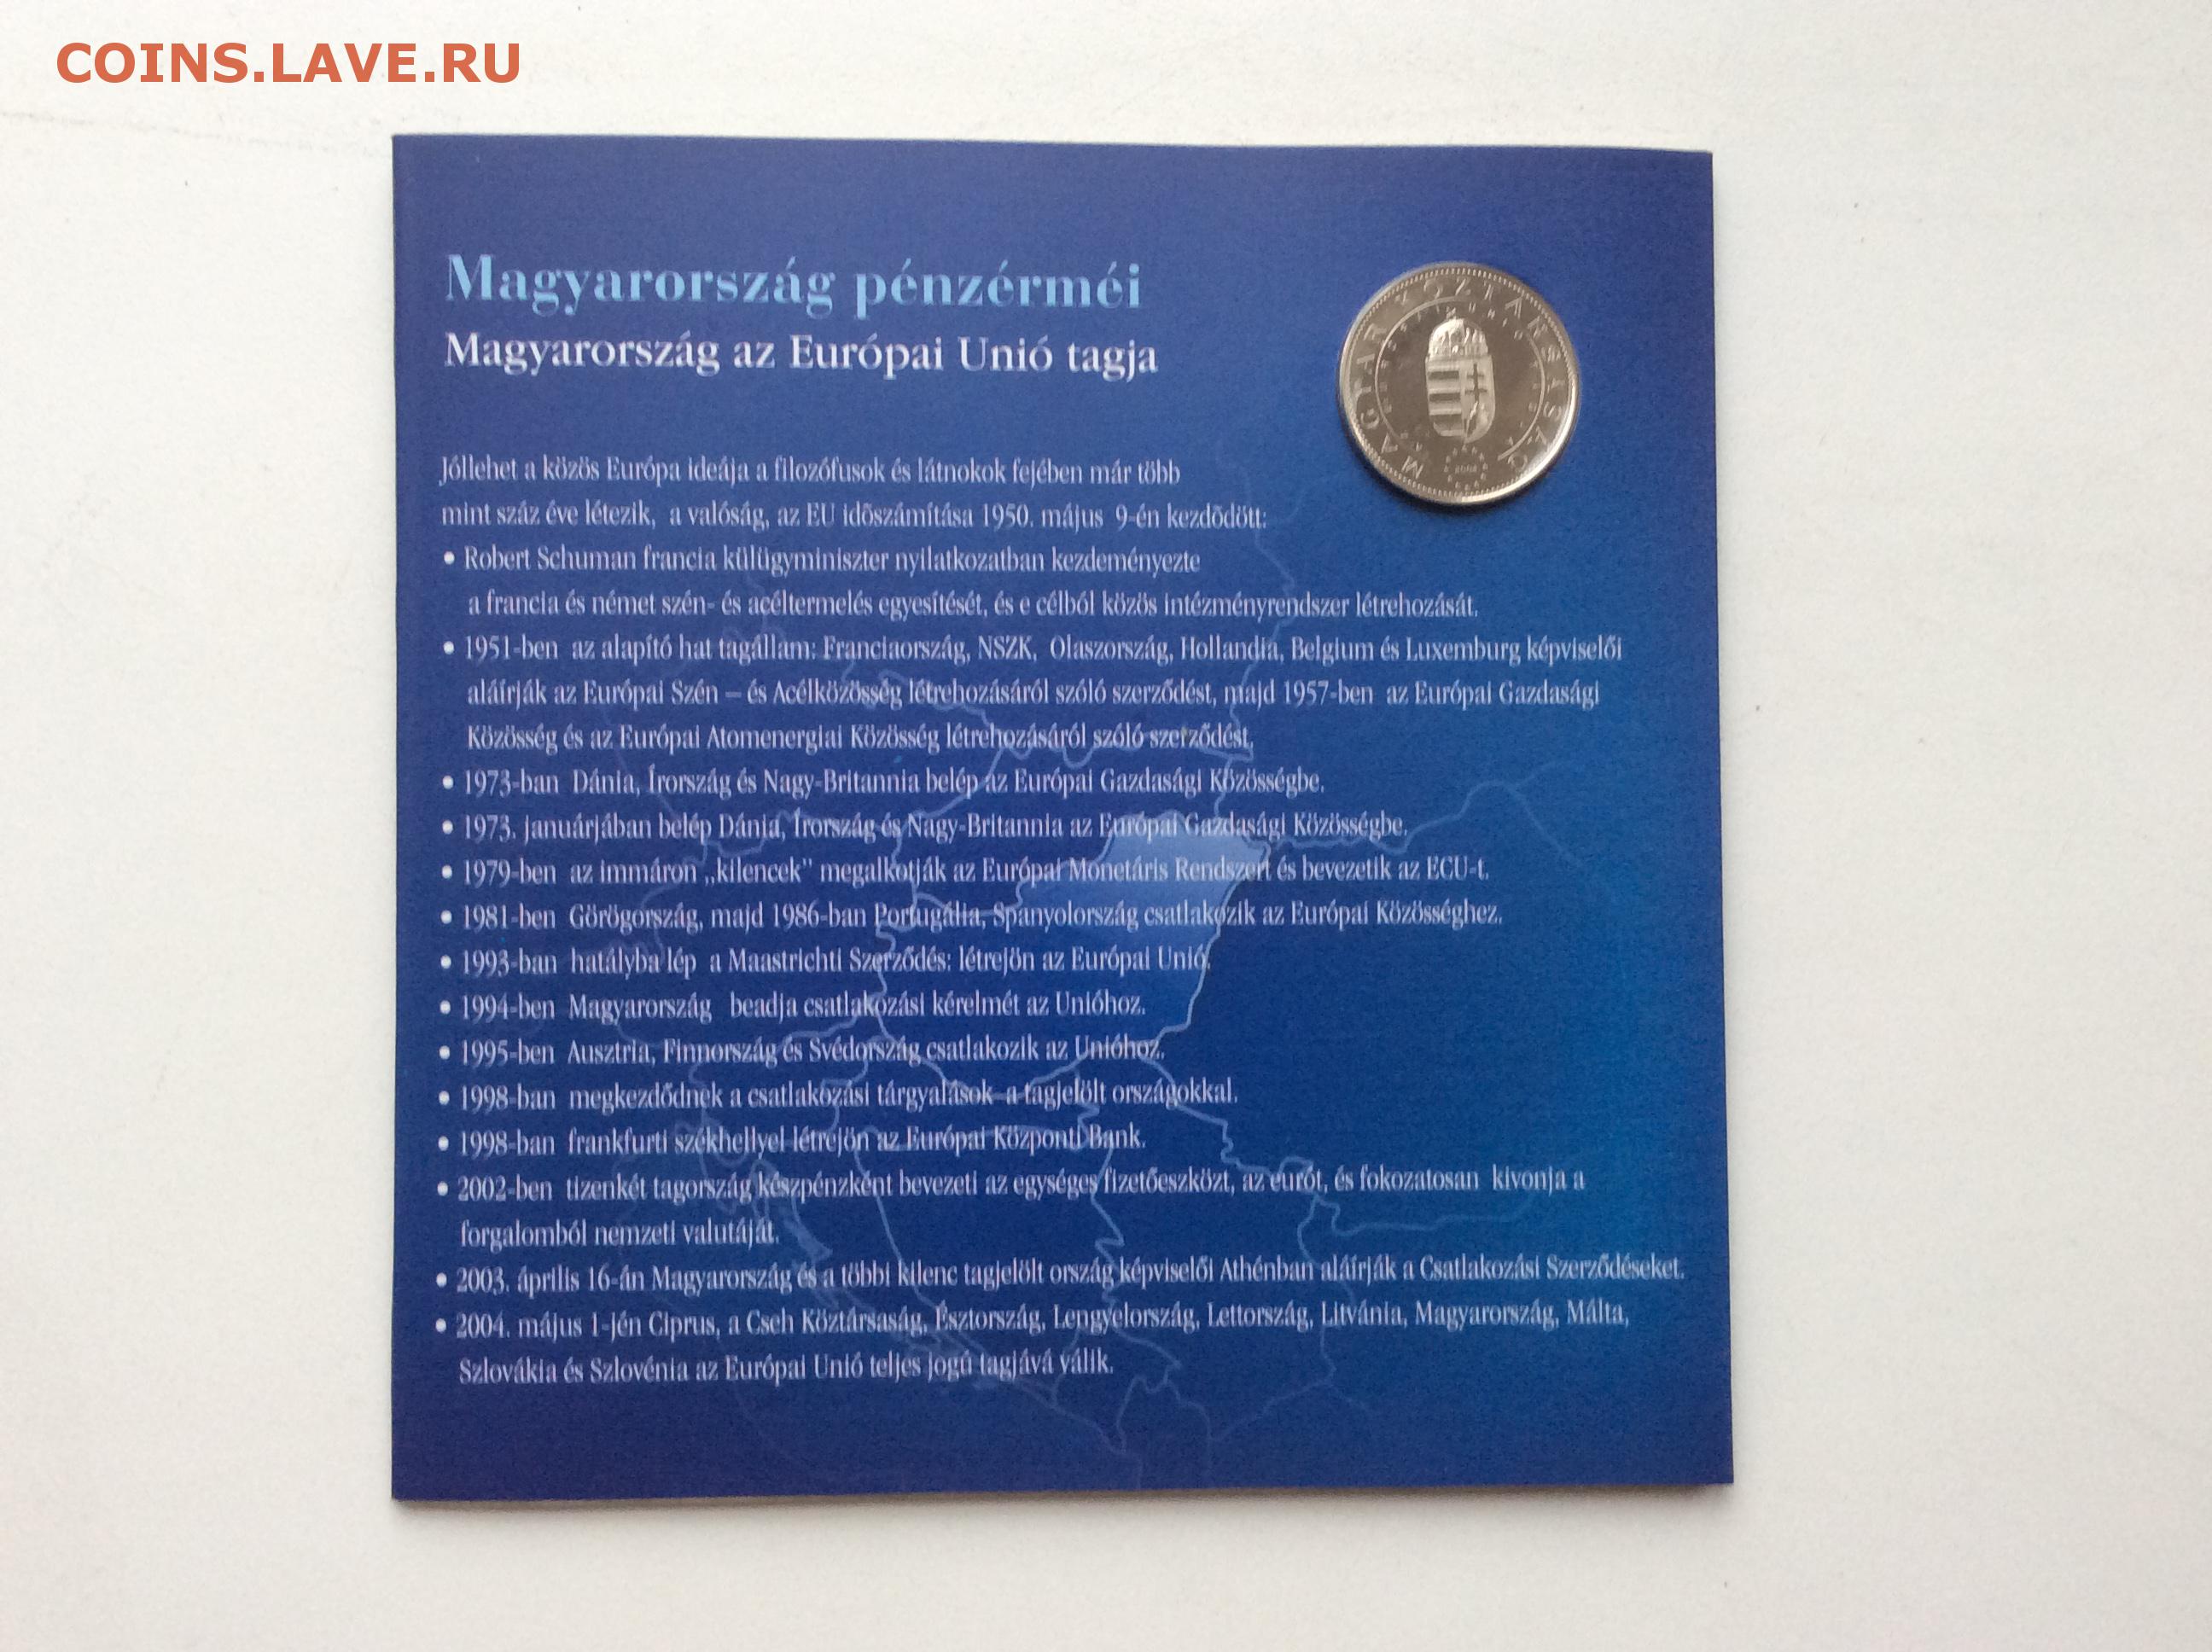 COINS.LAVE.RU
Magyarország pénzérméi
Magyarország az Európai Unió tagja
MAGYAR KÖZTÁRSASÁG
2004
Jóllehet a közös Európa ideája a filozófusok és látnokok fejében már több
mint száz éve létezik, a valóság, az EU idõszámítása 1950. május 9-én kezdõdött:
• Robert Schuman francia külügyminiszter nyilatkozatban kezdeményezte
a francia és német szén- és acéltermelés egyesítését, és e célból közös intézményrendszer létrehozását.
• 1951-ben az alapító hat tagállam: Franciaország, NSZK, Olaszország, Hollandia, Belgium és Luxemburg képviselői
aláírják az Európai Szén – és Acélközösség létrehozásáról szóló szerződést, majd 1957-ben az Európai Gazdasági
Közösség és az Európai Atomenergiai Közösség létrehozásáról szóló szerződést.
• 1973-ban Dánia, Írország és Nagy-Britannia belép az Európai Gazdasági Közösségbe.
• 1973. januárjában belép Dánia, Írország és Nagy-Britannia az Európai Gazdasági Közösségbe.
• 1979-ben az immáron „kilencek" megalkotják az Európai Monetáris Rendszert és bevezetik az ECU-t.
• 1981-ben Görögország, majd 1986-ban Portugália, Spanyolország csatlakozik az Európai Közösséghez.
• 1993-ban hatályba lép a Maastrichti Szerződés: létrejön az Európai Unió.
• 1994-ben Magyarország beadja csatlakozási kérelmét az Unióhoz.
• 1995-ben Ausztria, Finnország és Svédország csatlakozik az Unióhoz.
• 1998-ban megkezdődnek a csatlakozási tárgyalások a tagjelölt országokkal.
• 1998-ban frankfurti székhellyel létrejön az Európai Központi Bank.
• 2002-ben tizenkét tagország készpénzként bevezeti az egységes fizetőeszközt, az eurót, és fokozatosan kivonja a
forgalomból nemzeti valutáját.
• 2003. április 16-án Magyarország és a többi kilenc tagjelölt ország képviselői Athénban aláírják a Csatlakozási Szerződéseket.
• 2004. május 1-jén Ciprus, a Cseh Köztársaság, Észtország, Lengyelország, Lettország, Litvánia, Magyarország, Málta,
Szlovákia és Szlovénia az Európai Unió teljes jogú tagjává válik.